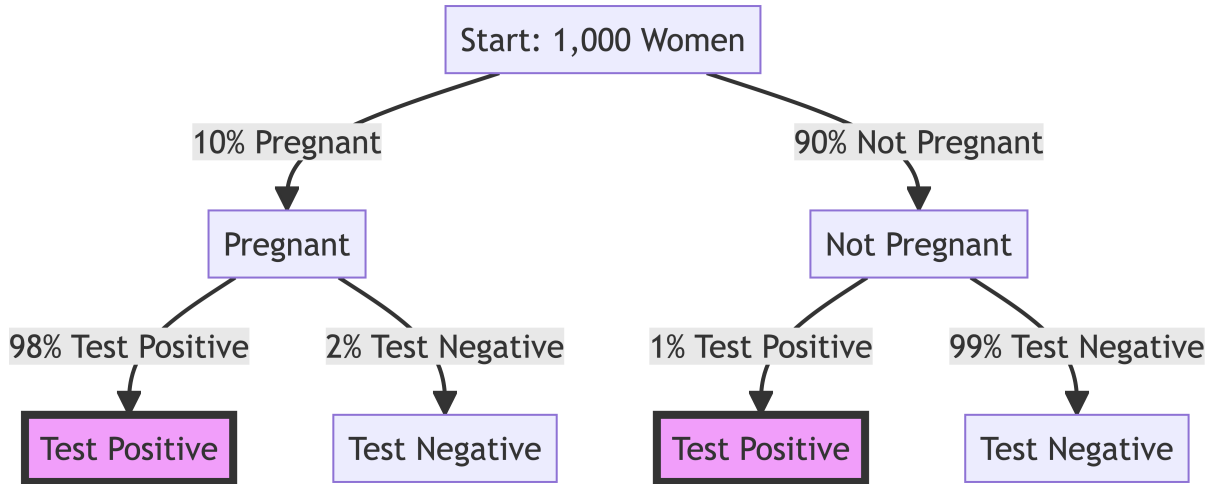 Start: 1,000 Women
10% Pregnant
90% Not Pregnant
Pregnant
Not Pregnant
98% Test Positive
2% Test Negative
1% Test Positive
99% Test Negative
Test Positive
Test Negative
Test Positive
Test Negative